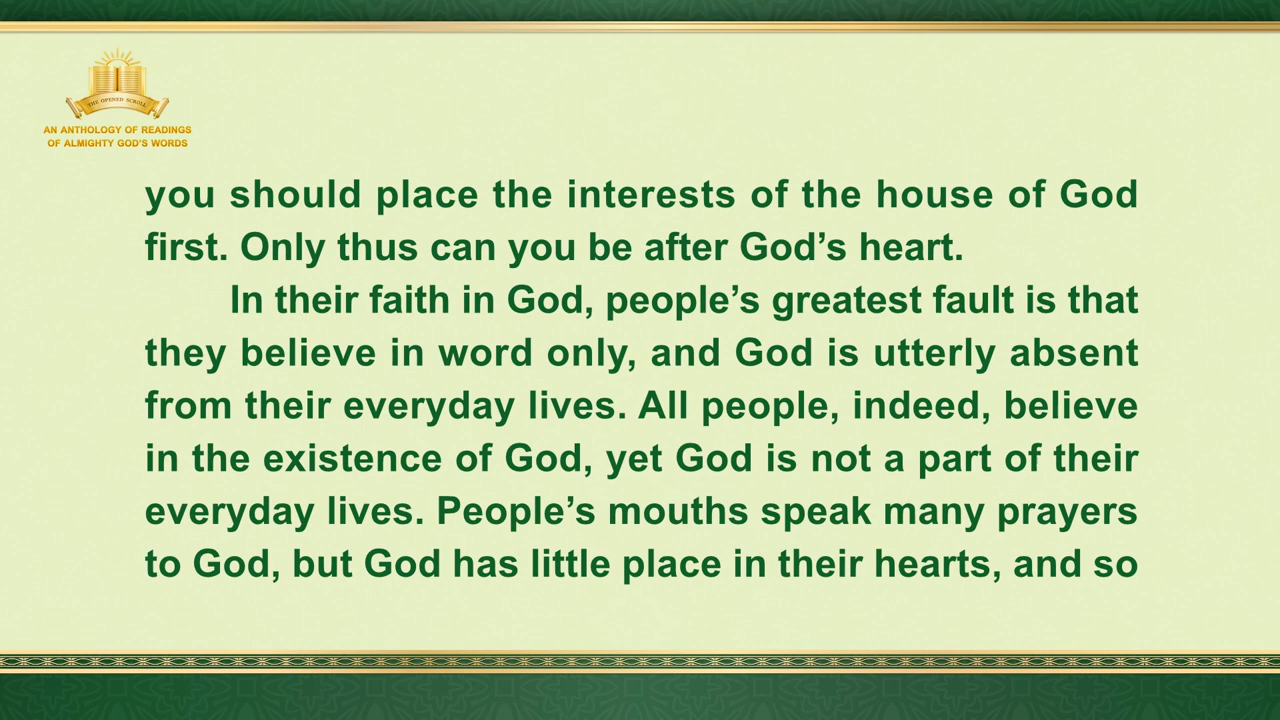 THE OPENED SCROLL
AN ANTHOLOGY OF READINGS
OF ALMIGHTY GOD'S WORDS
you should place the interests of the house of God
first. Only thus can you be after God’s heart.
In their faith in God, people’s greatest fault is that
they believe in word only, and God is utterly absent
from their everyday lives. All people, indeed, believe
in the existence of God, yet God is not a part of their
everyday lives. People’s mouths speak many prayers
to God, but God has little place in their hearts, and so